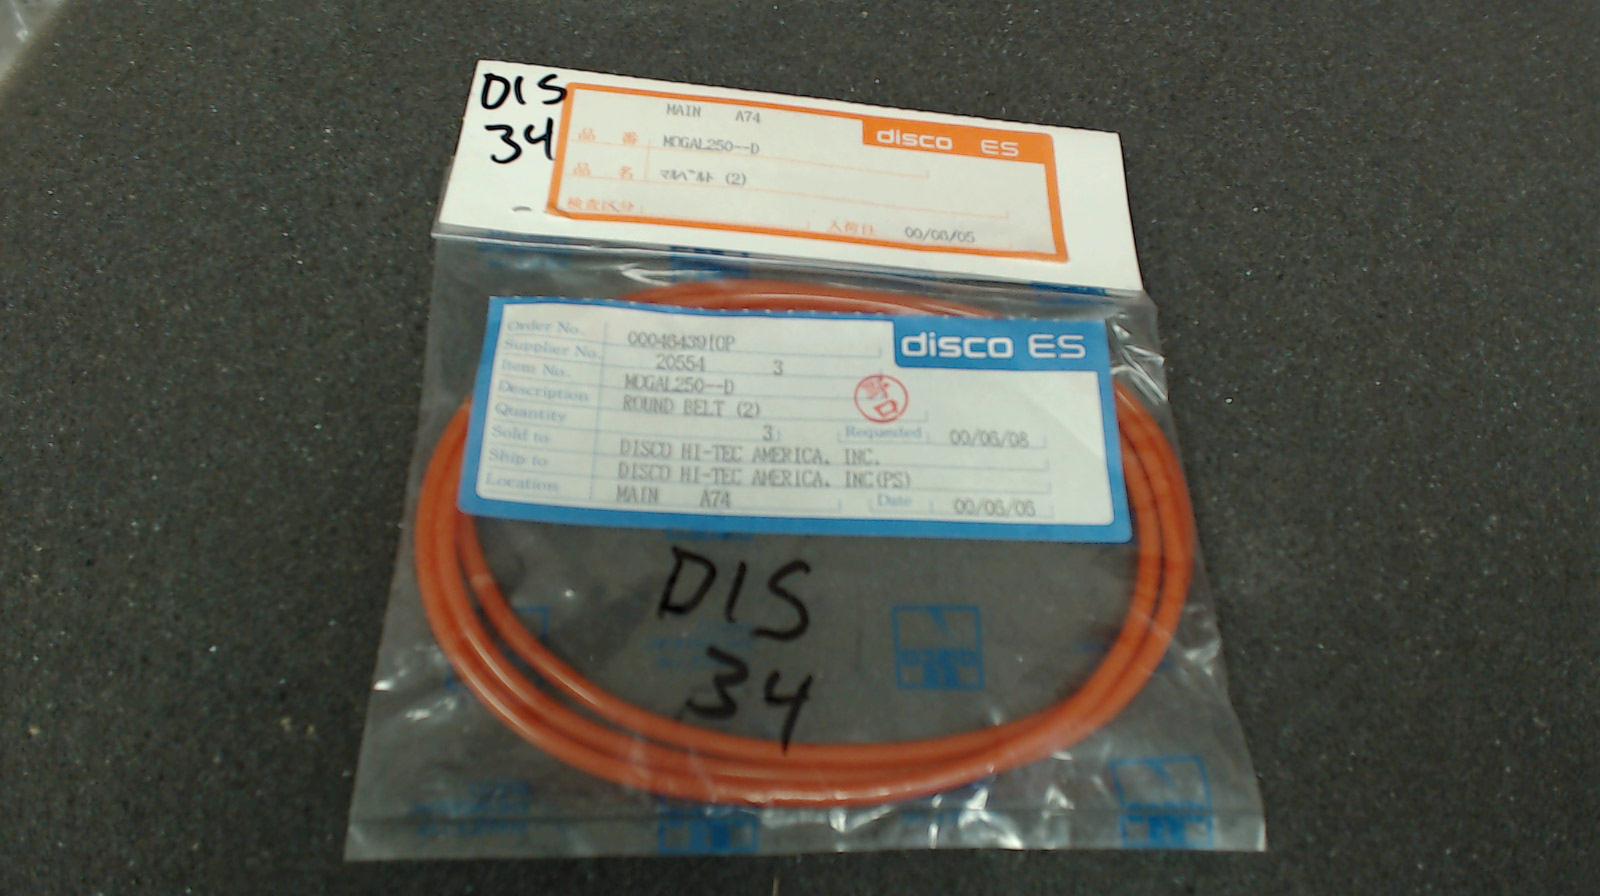 DIS
34
MAIN A74
disco ES
品番 MOGAL250--D
品名 マルベルト (2)
検査区分
入荷日 00/06/05
disco ES
Order No. 00046439IOP
Supplier No. 20554 3
Item No. MOGAL250--D
Description ROUND BELT (2)
Quantity 3 Requested 00/06/08
Sold to DISCO HI-TEC AMERICA. INC.
Ship to DISCO HI-TEC AMERICA. INC(PS)
Location MAIN A74 Date 00/06/06
DIS
34